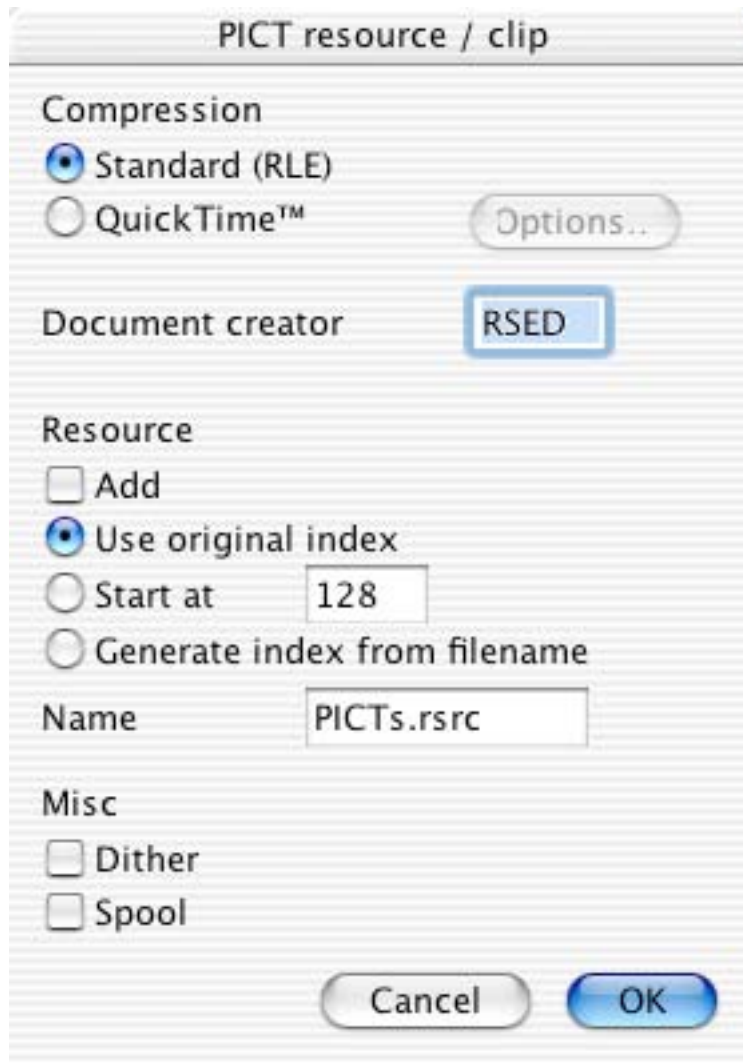 PICT resource / clip
Compression
Standard (RLE)
QuickTime™ Options..
Document creator RSED
Resource
Add
Use original index
Start at 128
Generate index from filename
Name PICTs.rsrc
Misc
Dither
Spool
Cancel OK